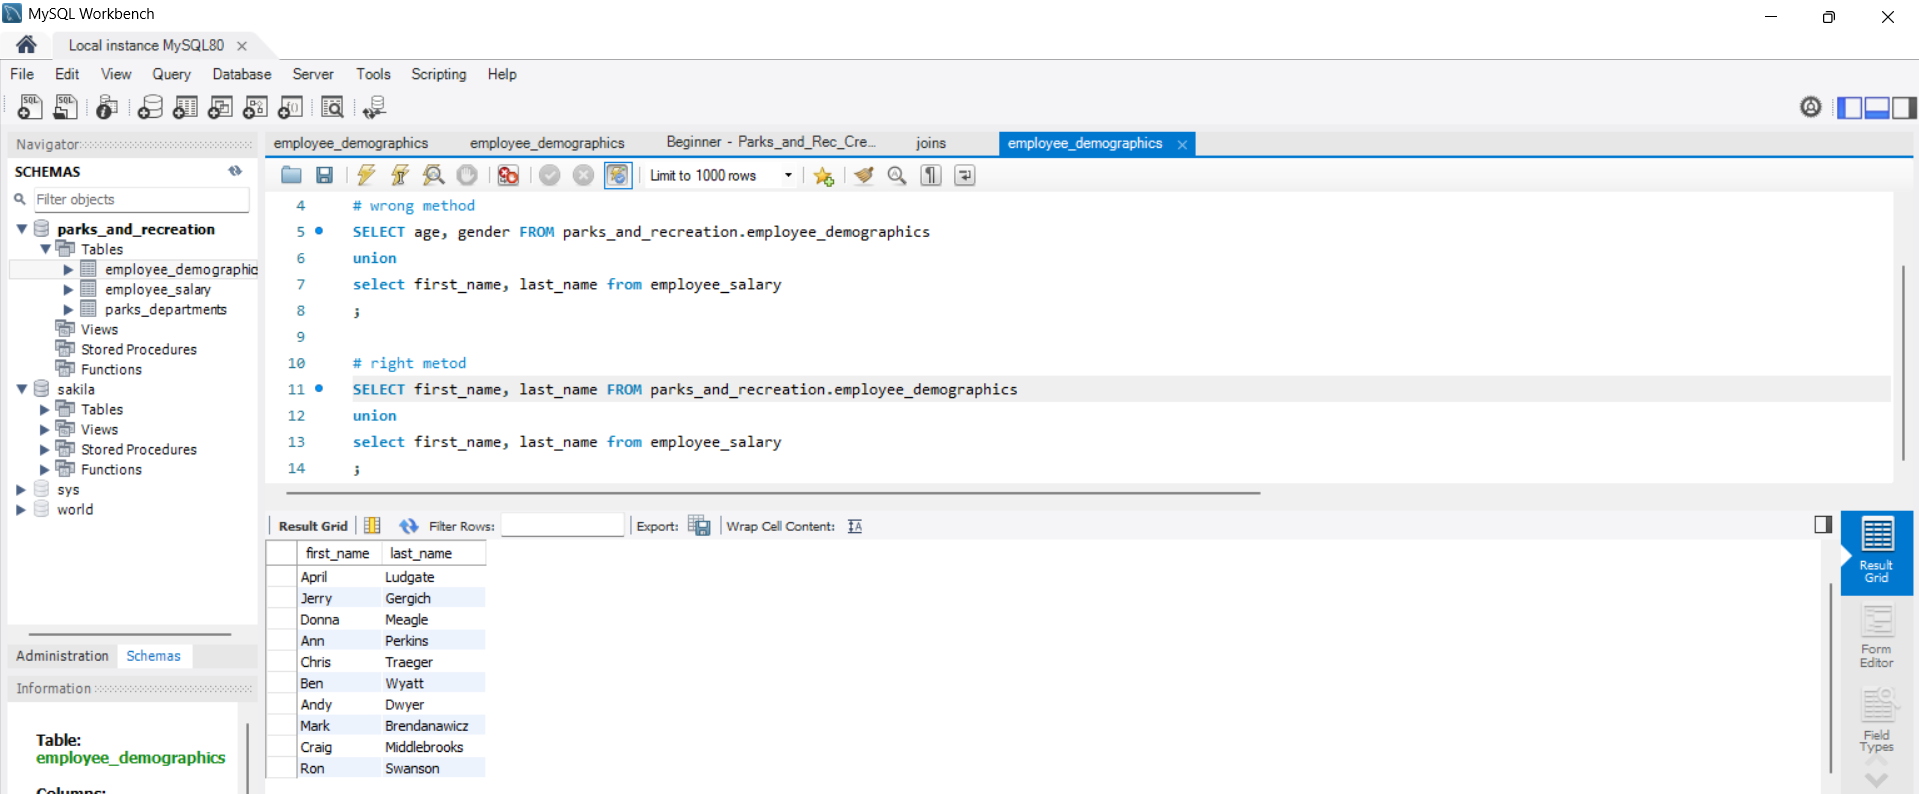 MySQL Workbench
Local instance MySQL80
File Edit View Query Database Server Tools Scripting Help
Navigator
SCHEMAS
Filter objects
parks_and_recreation
Tables
employee_demographic
employee_salary
parks_departments
Views
Stored Procedures
Functions
sakila
Tables
Views
Stored Procedures
Functions
sys
world
Administration Schemas
Information
Table:
employee_demographics
Columns:
employee_demographics employee_demographics Beginner - Parks_and_Rec_Cre... joins employee_demographics
Limit to 1000 rows
4 # wrong method
5 SELECT age, gender FROM parks_and_recreation.employee_demographics
6 union
7 select first_name, last_name from employee_salary
8 ;
9
10 # right metod
11 SELECT first_name, last_name FROM parks_and_recreation.employee_demographics
12 union
13 select first_name, last_name from employee_salary
14 ;
Result Grid Filter Rows: Export: Wrap Cell Content:
first_name last_name
April Ludgate
Jerry Gergich
Donna Meagle
Ann Perkins
Chris Traeger
Ben Wyatt
Andy Dwyer
Mark Brendanawicz
Craig Middlebrooks
Ron Swanson
Result
Grid
Form
Editor
Field
Types